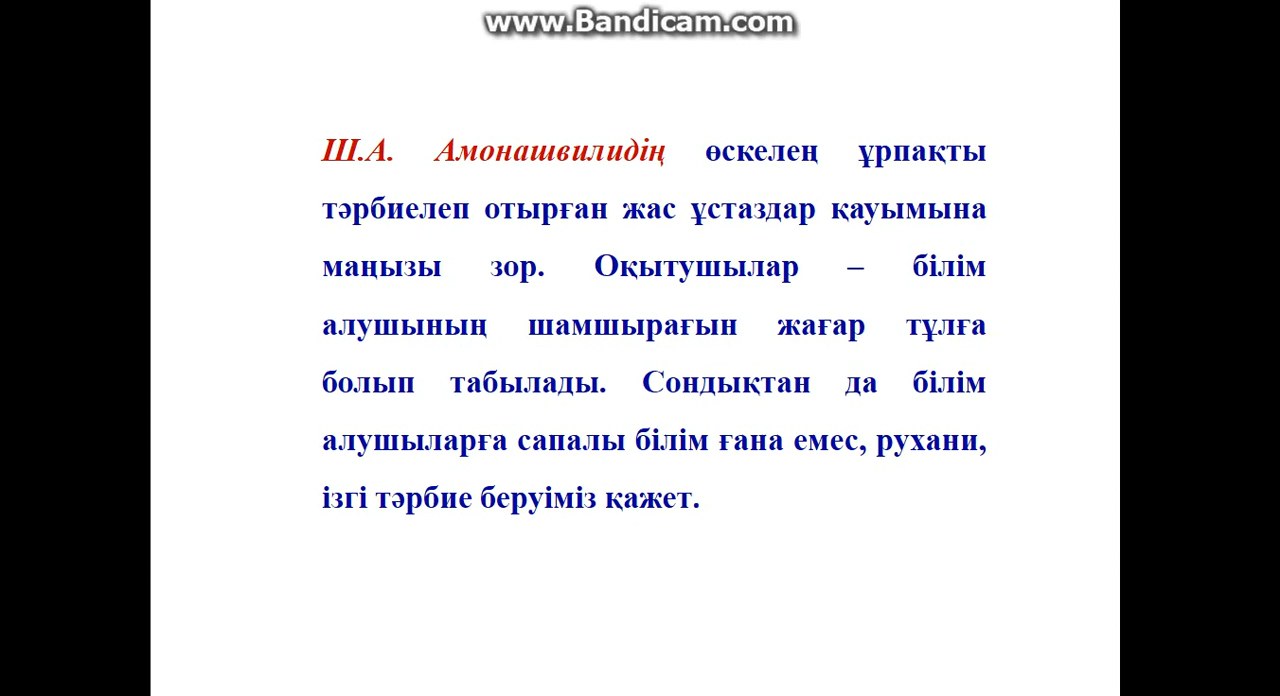 www.Bandicam.com
Ш.А. Амонашвилидің өскелең ұрпақты
тәрбиелеп отырған жас ұстаздар қауымына
маңызы зор. Оқытушылар – білім
алушының шамшырағын жағар тұлға
болып табылады. Сондықтан да білім
алушыларға сапалы білім ғана емес, рухани,
ізгі тәрбие беруіміз қажет.